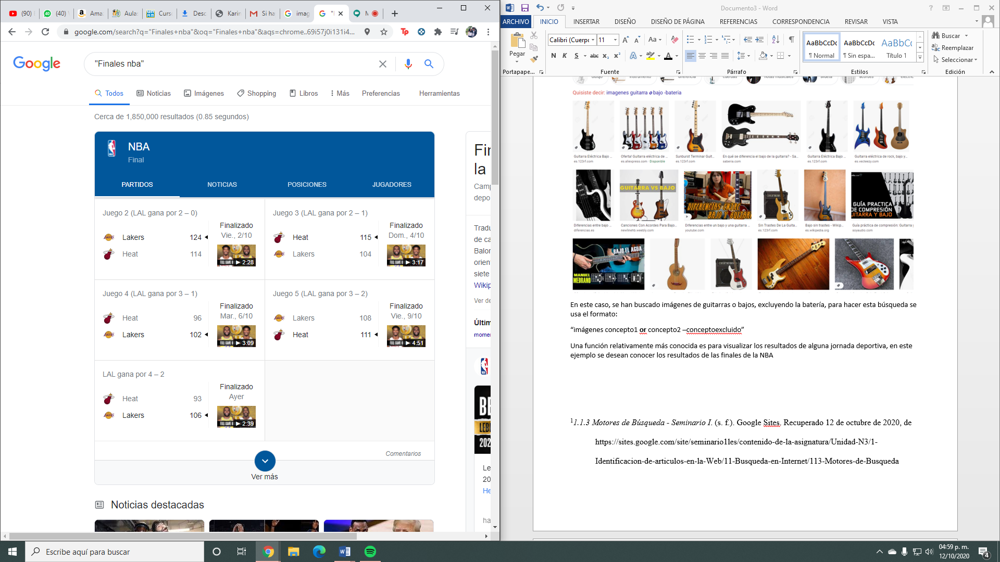 (90)
(40)
Ama
Aula
Curs
Desc
Karin
Si ha
imag
"
M
google.com/search?q="Finales+nba"&oq="Finales+nba"&aqs=chrome..69i57j0i131i4...
Google
"Finales nba"
Todos
Noticias
Imágenes
Shopping
Libros
Más
Preferencias
Herramientas
Cerca de 1,850,000 resultados (0.85 segundos)
NBA
Final
PARTIDOS
NOTICIAS
POSICIONES
JUGADORES
Juego 2 (LAL gana por 2 – 0)
Lakers 124
Heat 114
Finalizado
Vie., 2/10
2:28
Juego 3 (LAL gana por 2 – 1)
Heat 115
Lakers 104
Finalizado
Dom., 4/10
3:17
Juego 4 (LAL gana por 3 – 1)
Heat 96
Lakers 102
Finalizado
Mar., 6/10
3:09
Juego 5 (LAL gana por 3 – 2)
Lakers 108
Heat 111
Finalizado
Vie., 9/10
4:51
LAL gana por 4 – 2
Heat 93
Lakers 106
Finalizado
Ayer
2:39
Comentarios
Ver más
Noticias destacadas
Fin
la
Camp
depo
Tradu
de ca
Balor
orien
siete
Wikip
Ver de
Últim
momen
BE
LEB
202
Le
20
He
ha
Documento3 - Word
ARCHIVO
INICIO
INSERTAR
DISEÑO
DISEÑO DE PÁGINA
REFERENCIAS
CORRESPONDENCIA
REVISAR
VISTA
Pegar
Portapape...
Calibri (Cuerpo
11
Aa
N K S abc x₂ x²
Fuente
Párrafo
AaBbCcDc
¶ Normal
AaBbCcDc
¶ Sin espa...
AaBbCc
Título 1
Estilos
Buscar
Reemplazar
Seleccionar
Edición
Quisiste decir: imagenes guitarra o bajo -bateria
Guitarra Eléctrica Bajo ...
es.123rf.com
Oferta! Guitarra eléctrica de ...
es.aliexpress.com · Disponible
Sunburst Terminar Guit...
es.123rf.com
En qué se diferencia el bajo de la guitarra? - Sa...
saberia.com
Guitarra Eléctrica Bajo ...
es.123rf.com
Guitarra eléctrica de rock, bajo y...
es.vecteezy.com
GUITARRA VS BAJO
DIFERENCIAS ENTRE
BAJO Y GUITARR
GUÍA PRACTICA
DE COMPRESIÓN
UITARRA Y BAJO
Diferencias entre bajo ...
diferencias.es
Canciones Con Acordes Para Bajo...
newlinehb.weebly.com
Diferencias entre un bajo y una guitarra ...
youtube.com
Sin Trastes De La Guita...
es.123rf.com
Bajo sin trastes - Wikip...
es.wikipedia.org
Guía práctica de compresión: Guitarra y
soyaudio.com
BAJO EL AGUA
MANUEL
MEDRANO
En este caso, se han buscado imágenes de guitarras o bajos, excluyendo la batería, para hacer esta búsqueda se
usa el formato:
“imágenes concepto1 or concepto2 –conceptoexcluido”
Una función relativamente más conocida es para visualizar los resultados de alguna jornada deportiva, en este
ejemplo se desean conocer los resultados de las finales de la NBA
¹1.1.3 Motores de Búsqueda - Seminario I. (s. f.). Google Sites. Recuperado 12 de octubre de 2020, de
https://sites.google.com/site/seminario1les/contenido-de-la-asignatura/Unidad-N3/1-
Identificacion-de-articulos-en-la-Web/11-Busqueda-en-Internet/113-Motores-de-Busqueda
Escribe aquí para buscar
04:59 p. m.
12/10/2020
4